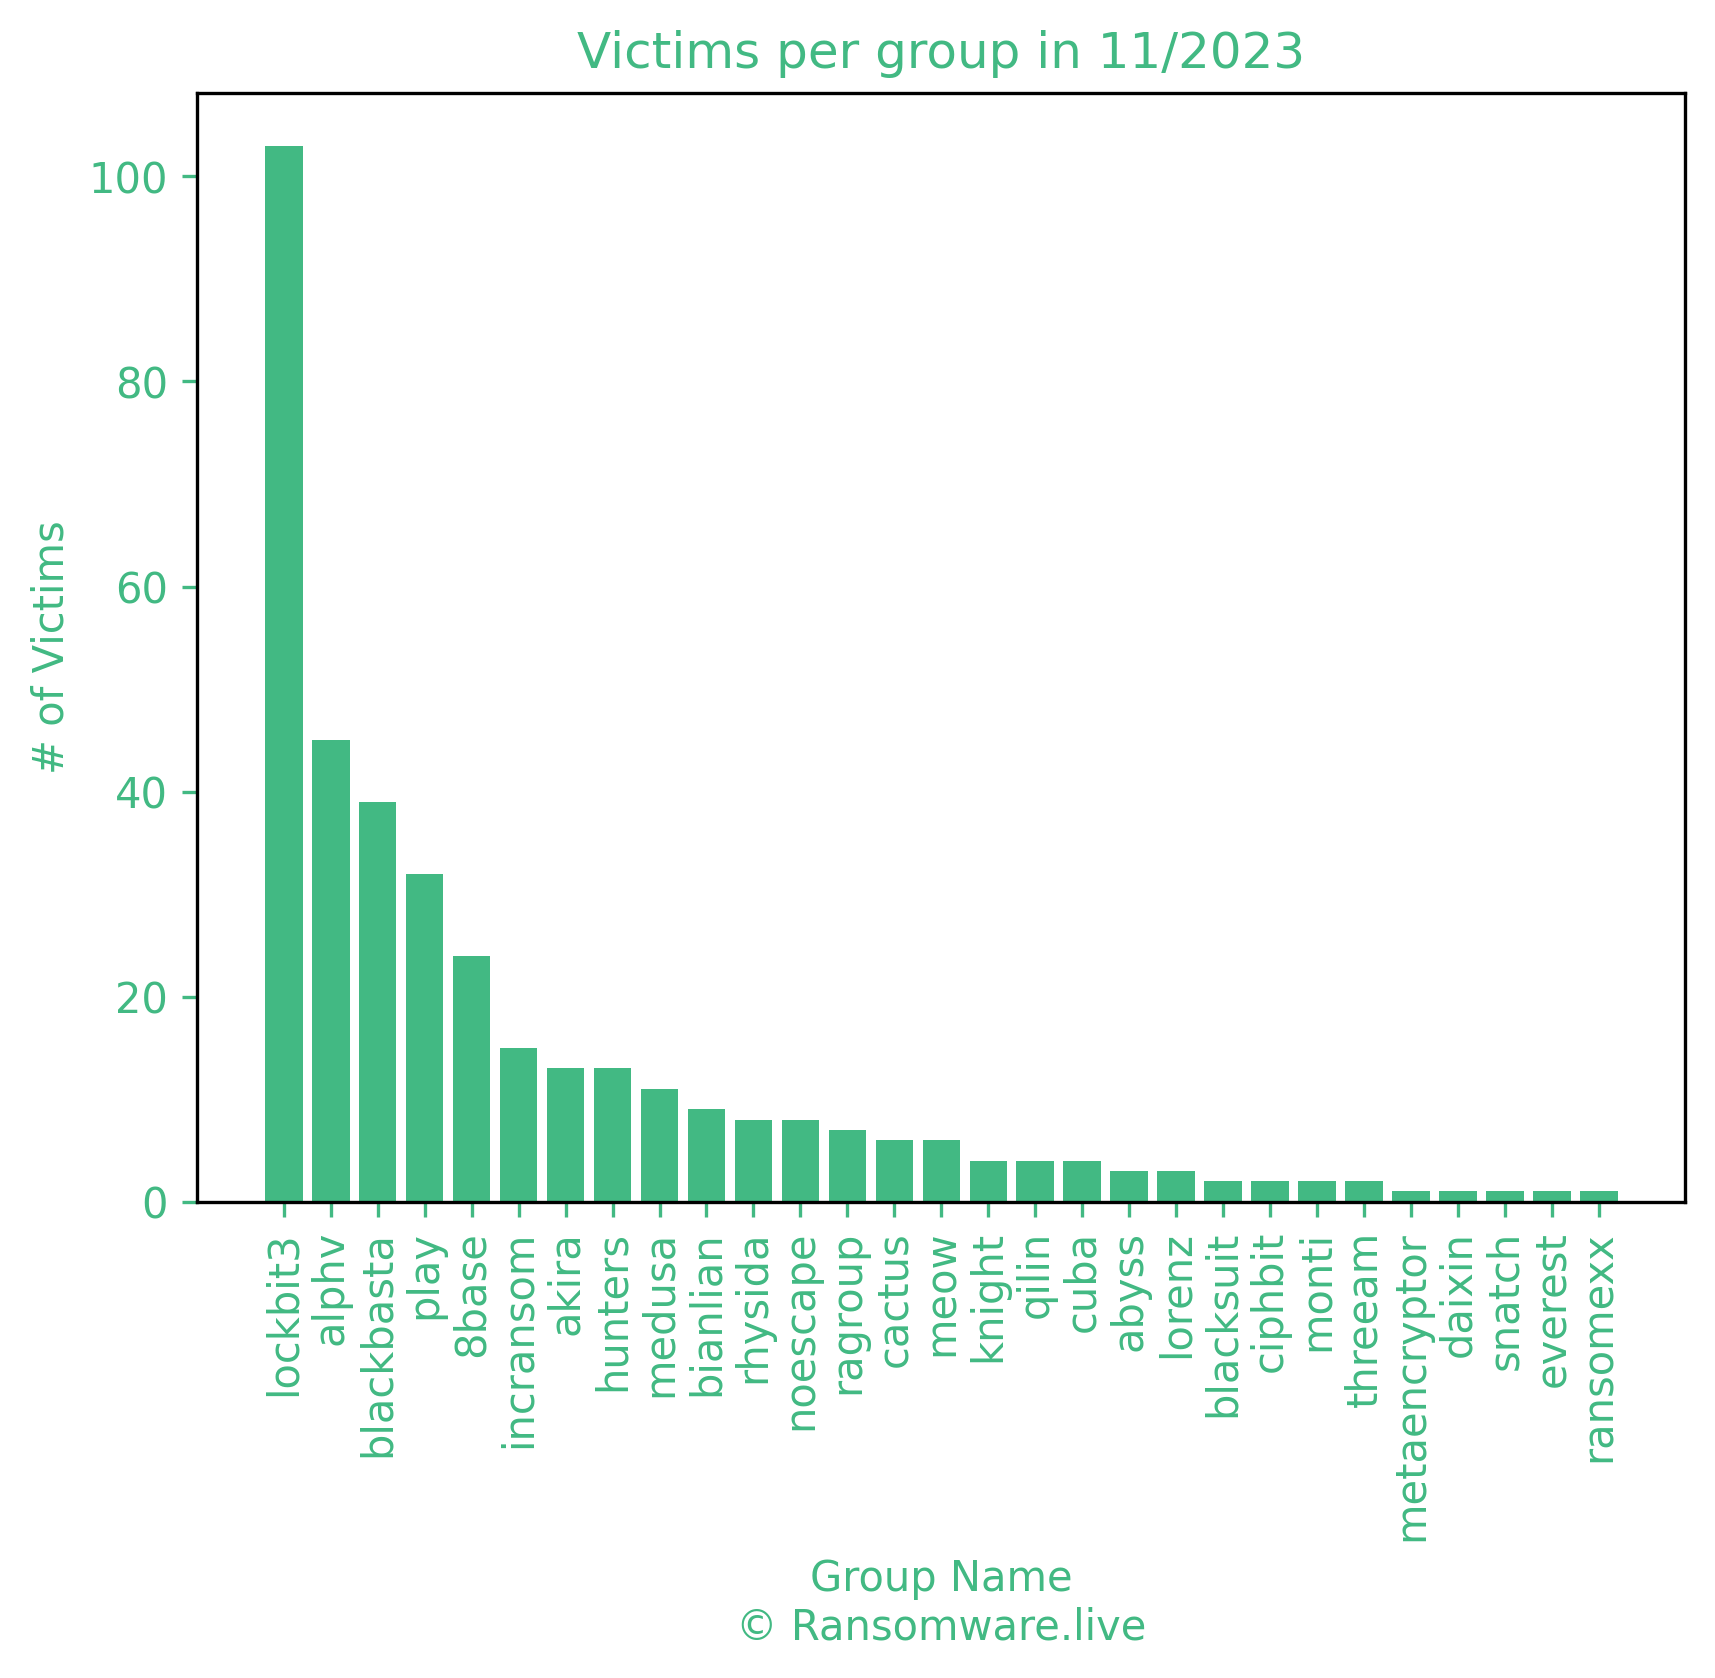 Victims per group in 11/2023
# of Victims
100
80
60
40
20
0
lockbit3
alphv
blackbasta
play
8base
incransom
akira
hunters
medusa
bianlian
rhysida
noescape
ragroup
cactus
meow
knight
qilin
cuba
abyss
lorenz
blacksuit
ciphbit
monti
threeam
metaencryptor
daixin
snatch
everest
ransomexx
Group Name
© Ransomware.live